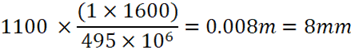 1100 × (1 × 1600) / (495 × 10⁶) = 0.008m = 8mm